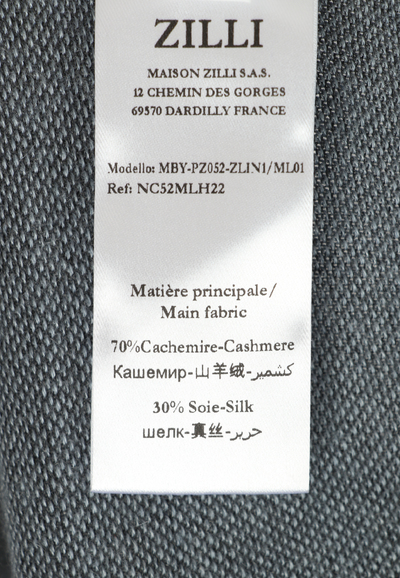 ZILLI
MAISON ZILLI S.A.S.
12 CHEMIN DES GORGES
69570 DARDILLY FRANCE
Modello: MBY-PZ052-ZLIN1/ML01
Ref: NC52MLH22
Matière principale/
Main fabric
70%Cachemire-Cashmere
Кашемир-山羊绒-كشمير
30% Soie-Silk
шелк-真丝-حرير